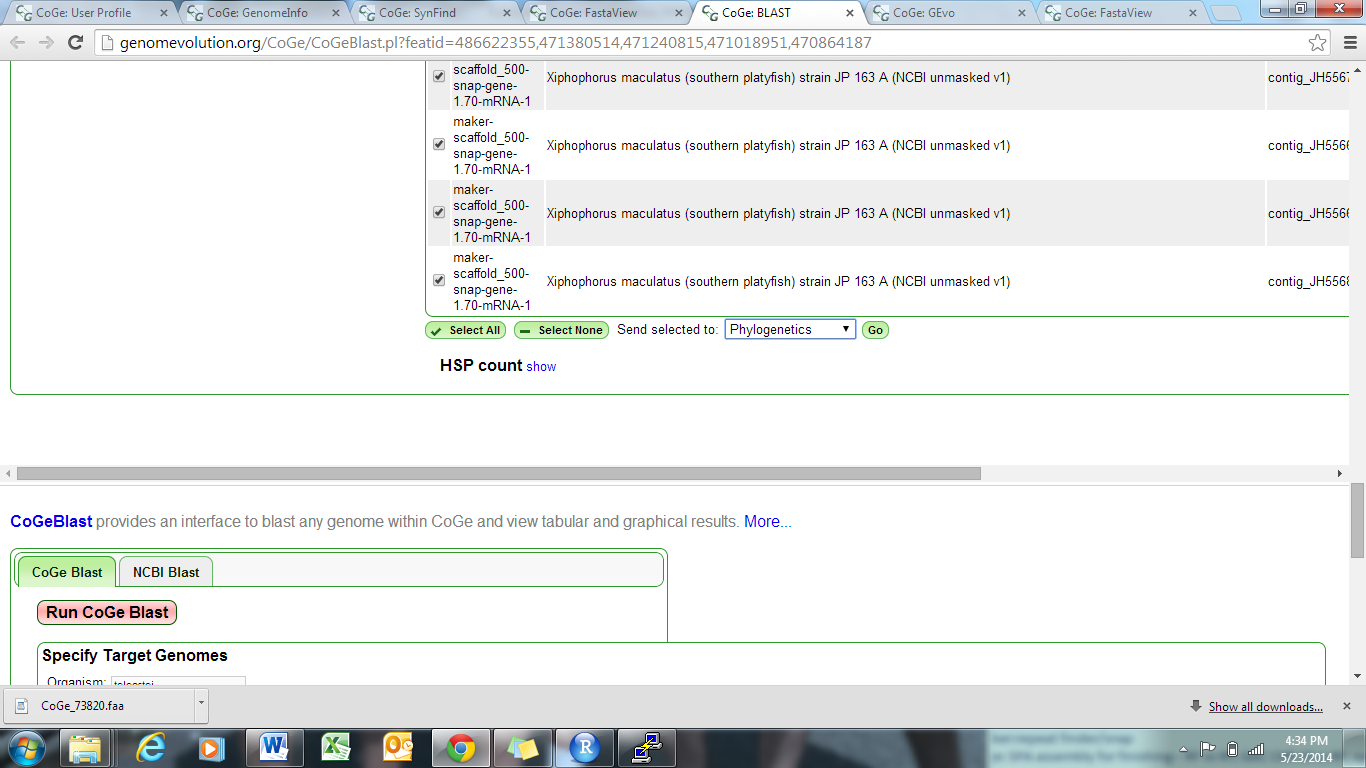 CoGe: User Profile
CoGe: GenomeInfo
CoGe: SynFind
CoGe: FastaView
CoGe: BLAST
CoGe: GEvo
CoGe: FastaView
genomevolution.org/CoGe/CoGeBlast.pl?featid=486622355,471380514,471240815,471018951,470864187
scaffold_500-
snap-gene-
1.70-mRNA-1
Xiphophorus maculatus (southern platyfish) strain JP 163 A (NCBI unmasked v1)
contig_JH5567
maker-
scaffold_500-
snap-gene-
1.70-mRNA-1
Xiphophorus maculatus (southern platyfish) strain JP 163 A (NCBI unmasked v1)
contig_JH5566
maker-
scaffold_500-
snap-gene-
1.70-mRNA-1
Xiphophorus maculatus (southern platyfish) strain JP 163 A (NCBI unmasked v1)
contig_JH5566
maker-
scaffold_500-
snap-gene-
1.70-mRNA-1
Xiphophorus maculatus (southern platyfish) strain JP 163 A (NCBI unmasked v1)
contig_JH5568
Select All Select None Send selected to: Phylogenetics Go
HSP count show
CoGeBlast provides an interface to blast any genome within CoGe and view tabular and graphical results. More...
CoGe Blast NCBI Blast
Run CoGe Blast
Specify Target Genomes
Organism: teleostei
CoGe_73820.faa
Show all downloads...
4:34 PM
5/23/2014